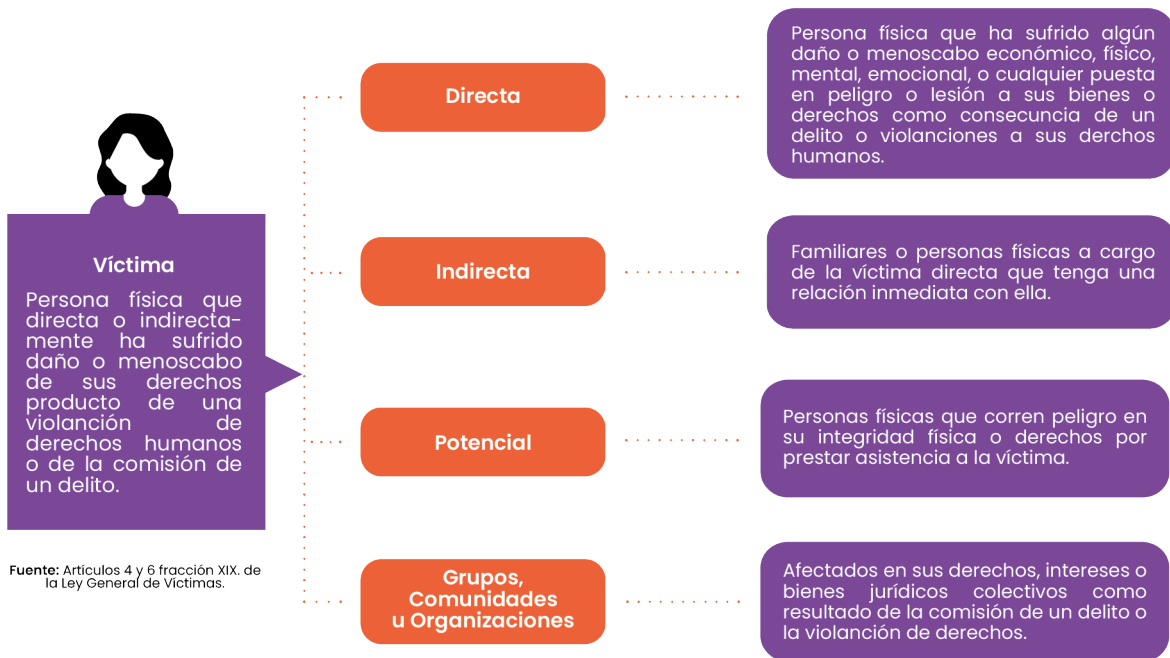 Víctima
Persona física que
directa o indirecta-
mente ha sufrido
daño o menoscabo
de sus derechos
producto de una
violanción de
derechos humanos
o de la comisión de
un delito.
Fuente: Artículos 4 y 6 fracción XIX. de
la Ley General de Víctimas.
Directa
Persona física que ha sufrido algún
daño o menoscabo económico, físico,
mental, emocional, o cualquier puesta
en peligro o lesión a sus bienes o
derechos como consecuncia de un
delito o violanciones a sus derchos
humanos.
Indirecta
Familiares o personas físicas a cargo
de la víctima directa que tenga una
relación inmediata con ella.
Potencial
Personas físicas que corren peligro en
su integridad física o derechos por
prestar asistencia a la víctima.
Grupos,
Comunidades
u Organizaciones
Afectados en sus derechos, intereses o
bienes jurídicos colectivos como
resultado de la comisión de un delito o
la violanción de derechos.